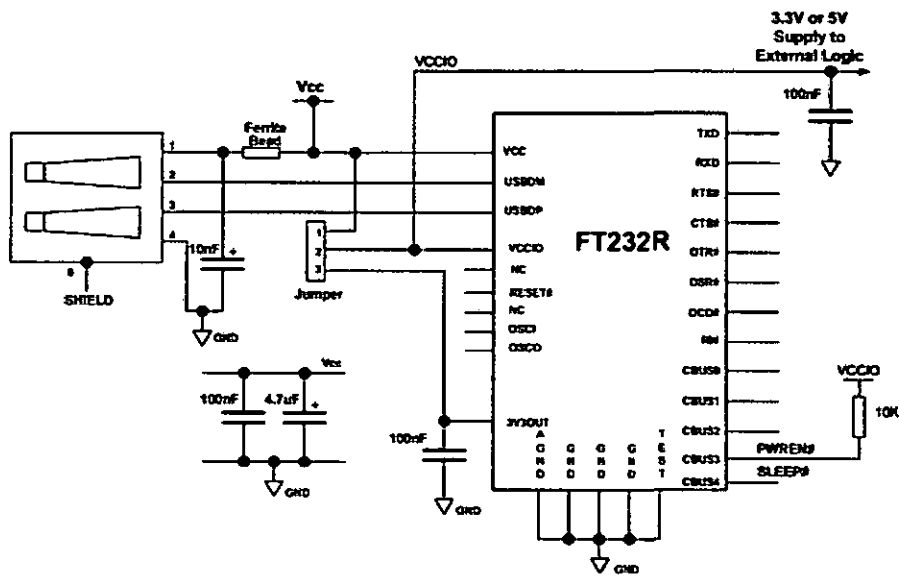 3.3V or 5V
Supply to
External Logic
VCCIO
100nF
Vcc
Ferrite
Bead
1
2
3
4
5
SHIELD
10nF
+
GND
1
2
3
Jumper
VCC
USBDM
USBDP
VCCIO
NC
RESET#
NC
OSCI
OSCO
3V3OUT
FT232R
TXD
RXD
RTS#
CTS#
DTR#
DSR#
DCD#
RI#
CBUS0
CBUS1
CBUS2
CBUS3
CBUS4
PWREN#
SLEEP#
VCCIO
10K
Vcc
100nF
4.7uF
+
GND
100nF
GND
AGND
GND
GND
GND
TEST
GND